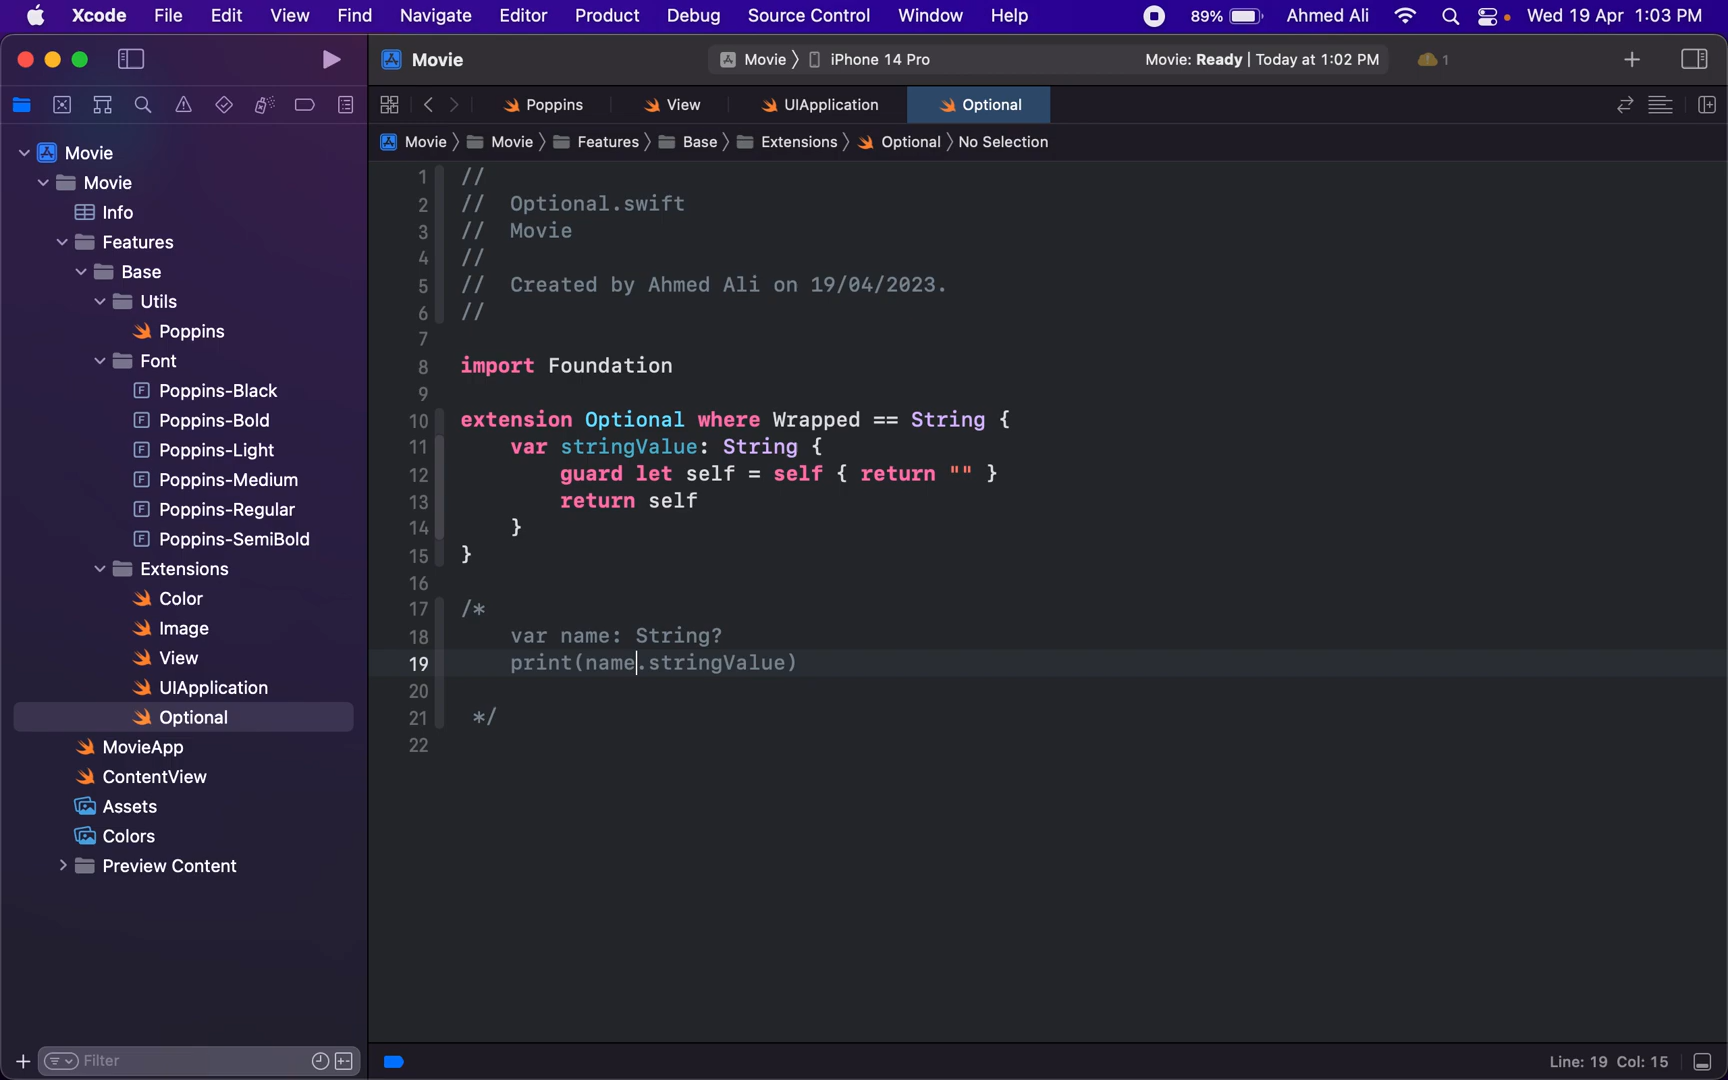 Xcode File Edit View Find Navigate Editor Product Debug Source Control Window Help 89% Ahmed Ali Wed 19 Apr 1:03 PM
Movie Movie 〉 iPhone 14 Pro Movie: Ready | Today at 1:02 PM 1
Poppins View UIApplication Optional
Movie 〉 Movie 〉 Features 〉 Base 〉 Extensions 〉 Optional 〉 No Selection
Movie
Movie
Info
Features
Base
Utils
Poppins
Font
Poppins-Black
Poppins-Bold
Poppins-Light
Poppins-Medium
Poppins-Regular
Poppins-SemiBold
Extensions
Color
Image
View
UIApplication
Optional
MovieApp
ContentView
Assets
Colors
Preview Content
Filter
1 //
2 // Optional.swift
3 // Movie
4 //
5 // Created by Ahmed Ali on 19/04/2023.
6 //
7
8 import Foundation
9
10 extension Optional where Wrapped == String {
11 var stringValue: String {
12 guard let self = self { return "" }
13 return self
14 }
15 }
16
17 /*
18 var name: String?
19 print(name.stringValue)
20
21 */
22
Line: 19 Col: 15